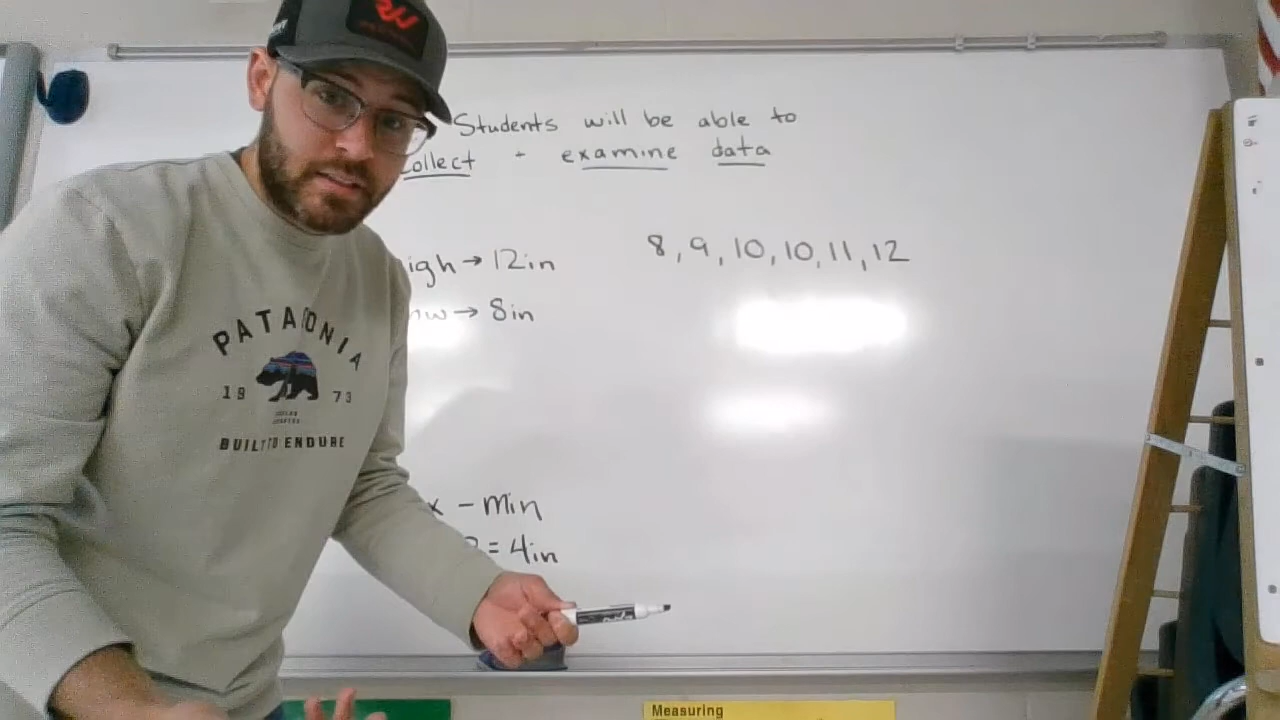 Students will be able to
collect + examine data
igh → 12in
ow → 8in
8, 9, 10, 10, 11, 12
x - min
= 4in
PATAGONIA
19 73
BUILT TO ENDURE
Measuring